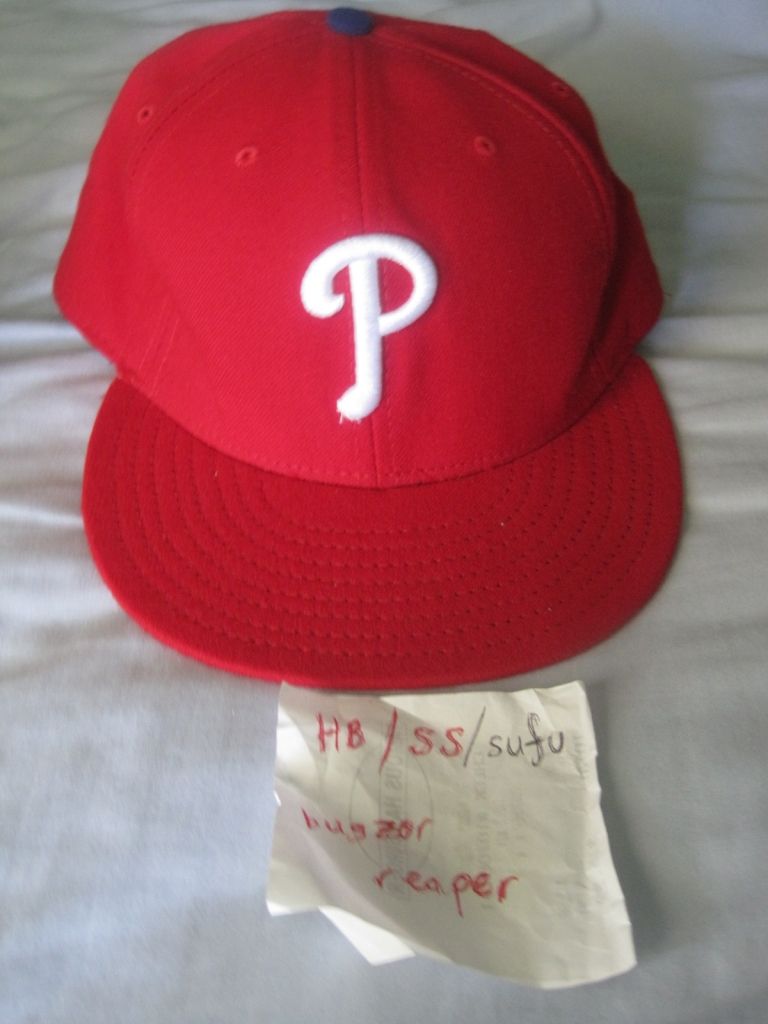 P
HB / SS / sufu
bugzor
reaper